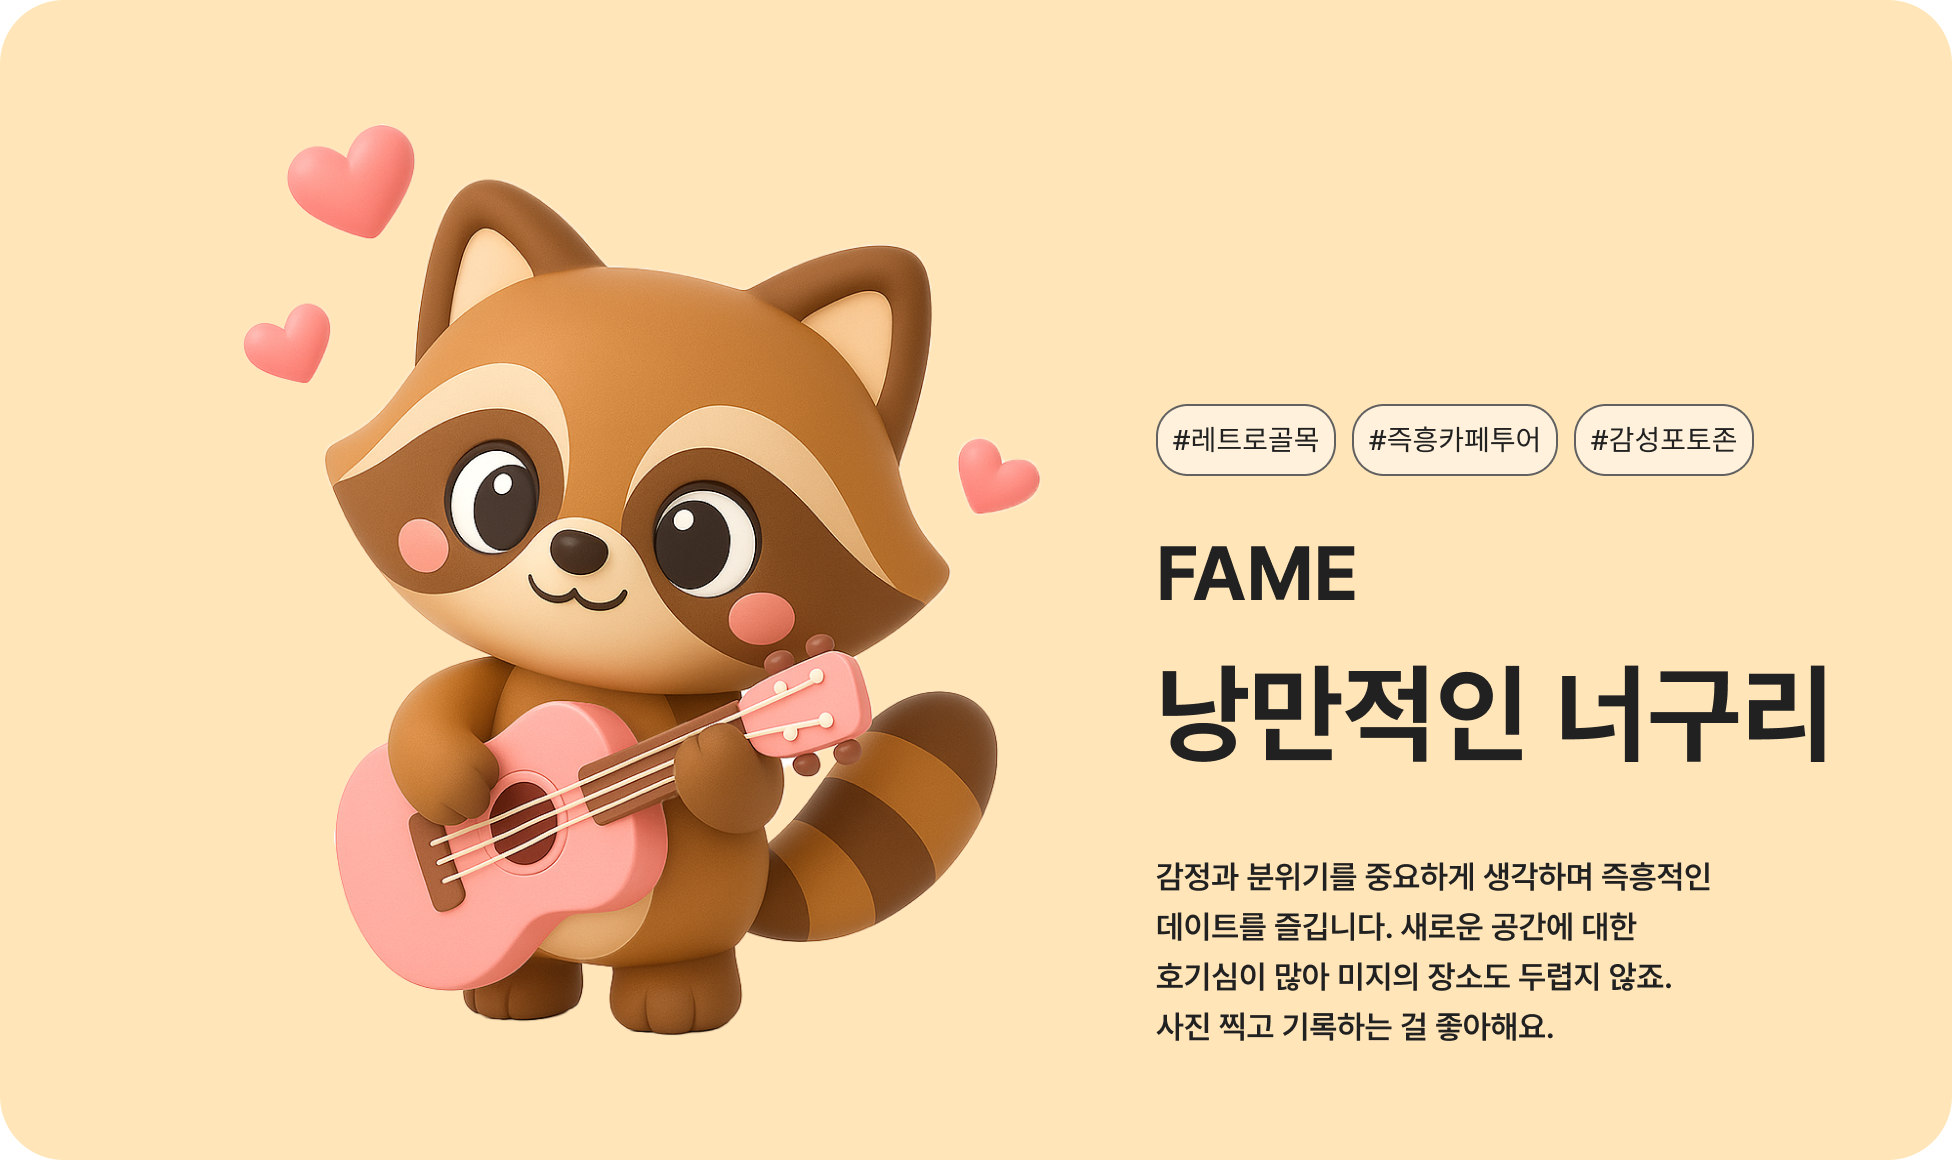 #레트로골목 #즉흥카페투어 #감성포토존
FAME
낭만적인 너구리
감정과 분위기를 중요하게 생각하며 즉흥적인
데이트를 즐깁니다. 새로운 공간에 대한
호기심이 많아 미지의 장소도 두렵지 않죠.
사진 찍고 기록하는 걸 좋아해요.